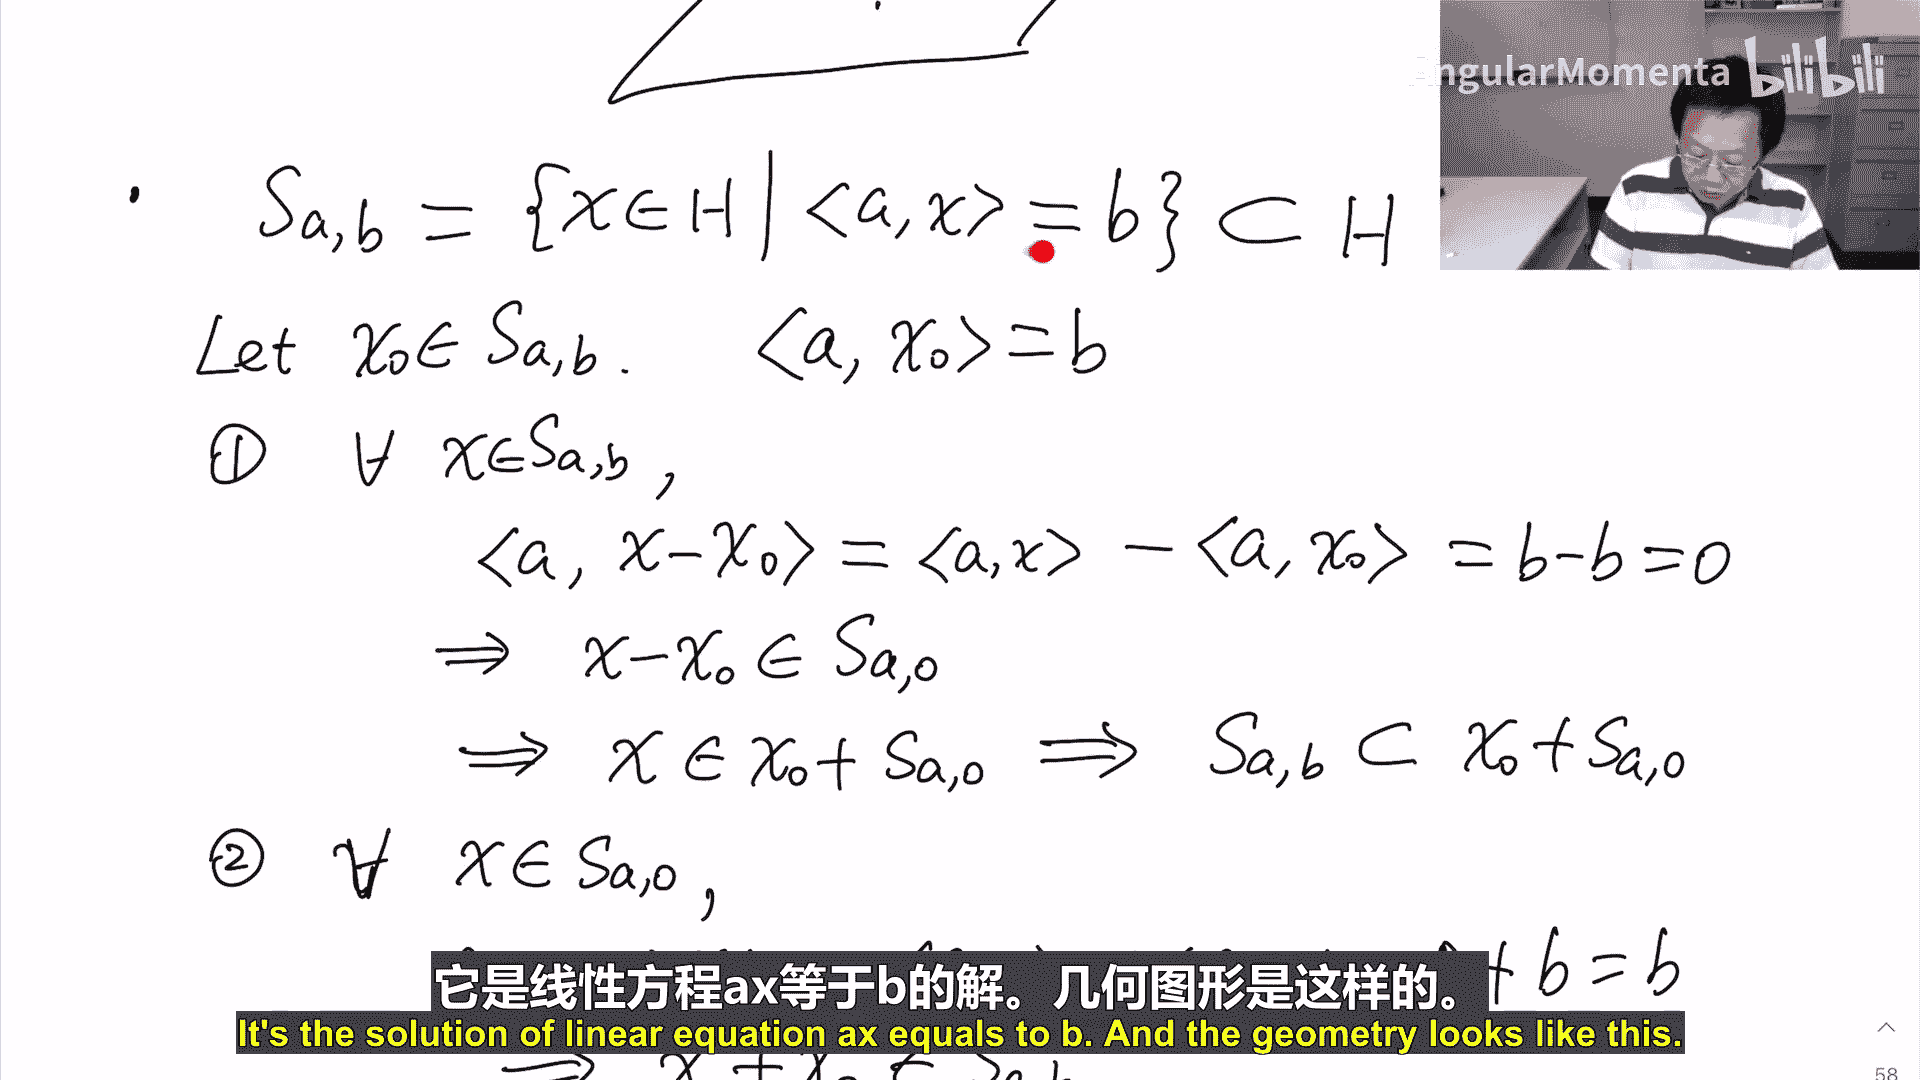 ngularMomenta bilibili
· Sa,b = {x∈H | <a,x> = b} ⊂ H
Let x₀∈ Sa,b. <a, x₀> = b
① ∀ x∈Sa,b,
<a, x-x₀> = <a,x> - <a, x₀> = b-b=0
⇒ x-x₀ ∈ Sa,0
⇒ x ∈ x₀+ Sa,0 ⇒ Sa,b ⊂ x₀+Sa,0
② ∀ x∈ Sa,0,
+ b = b
它是线性方程ax等于b的解。几何图形是这样的。
It's the solution of linear equation ax equals to b. And the geometry looks like this.
⇒ x + x₀ ∈ Sa,b
58